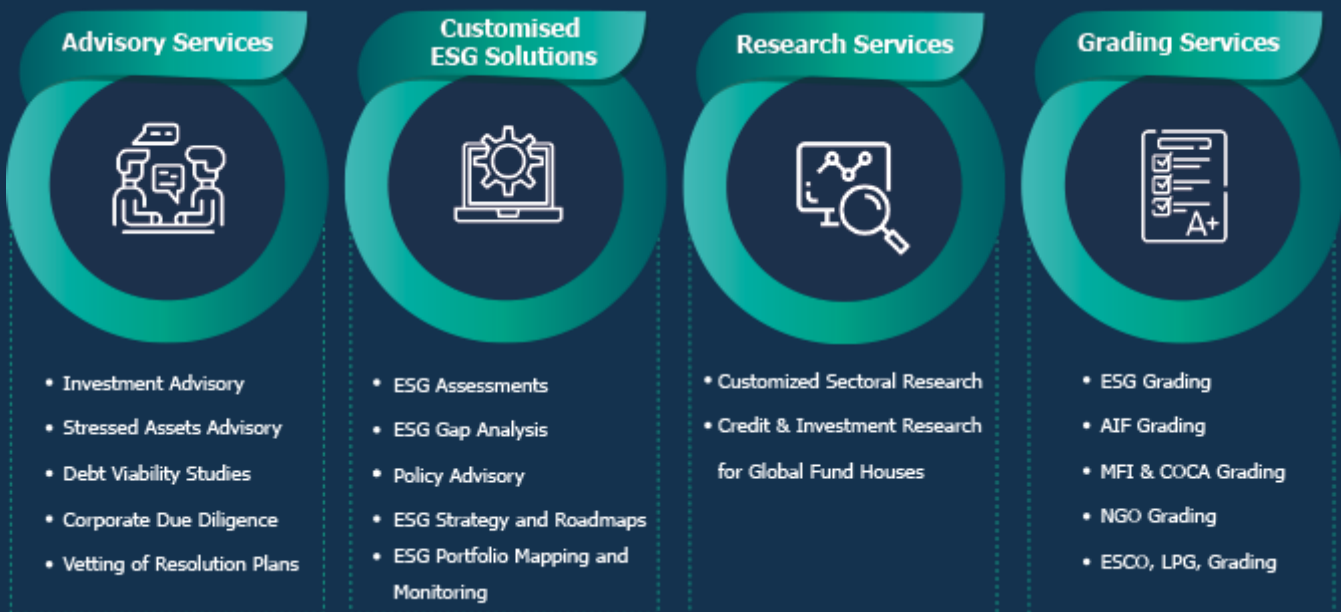 Advisory Services
• Investment Advisory
• Stressed Assets Advisory
• Debt Viability Studies
• Corporate Due Diligence
• Vetting of Resolution Plans
Customised
ESG Solutions
• ESG Assessments
• ESG Gap Analysis
• Policy Advisory
• ESG Strategy and Roadmaps
• ESG Portfolio Mapping and
Monitoring
Research Services
• Customized Sectoral Research
• Credit & Investment Research
for Global Fund Houses
Grading Services
A+
• ESG Grading
• AIF Grading
• MFI & COCA Grading
• NGO Grading
• ESCO, LPG, Grading